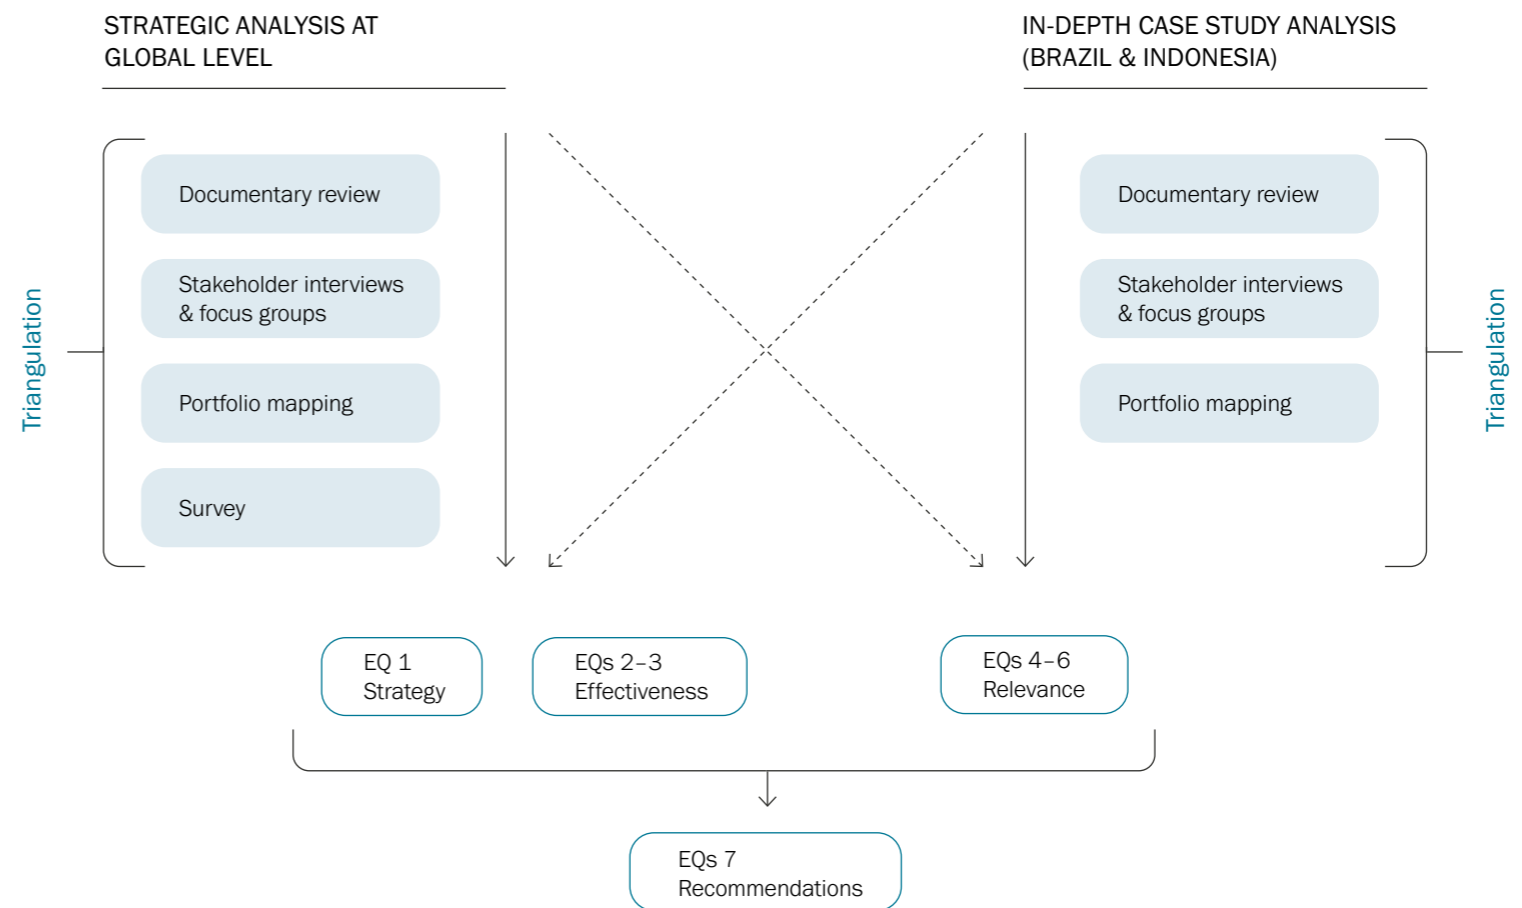 STRATEGIC ANALYSIS AT
GLOBAL LEVEL
Triangulation
Documentary review
Stakeholder interviews
& focus groups
Portfolio mapping
Survey
IN-DEPTH CASE STUDY ANALYSIS
(BRAZIL & INDONESIA)
Documentary review
Stakeholder interviews
& focus groups
Portfolio mapping
Triangulation
EQ 1
Strategy
EQs 2–3
Effectiveness
EQs 4–6
Relevance
EQs 7
Recommendations